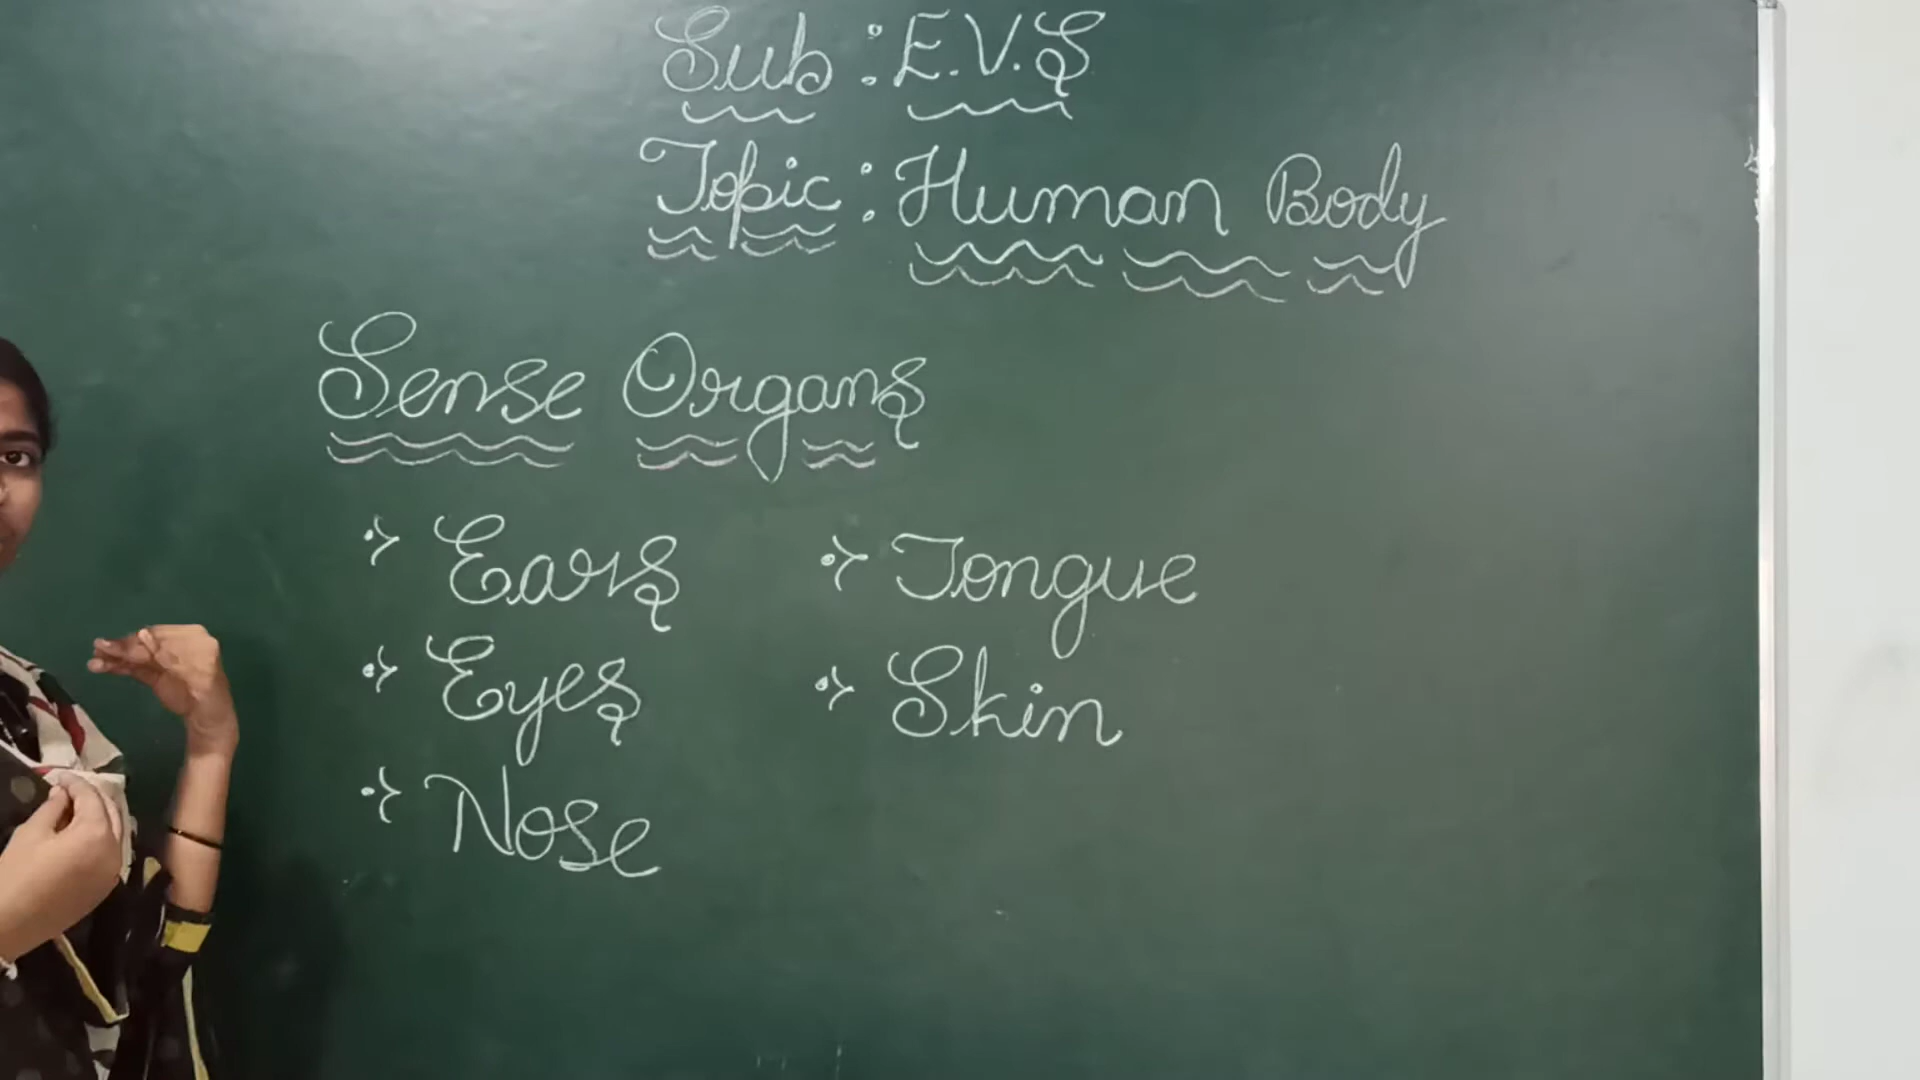 Sub : E.V.S
Topic : Human Body
Sense Organs
Ears
Eyes
Nose
Tongue
Skin